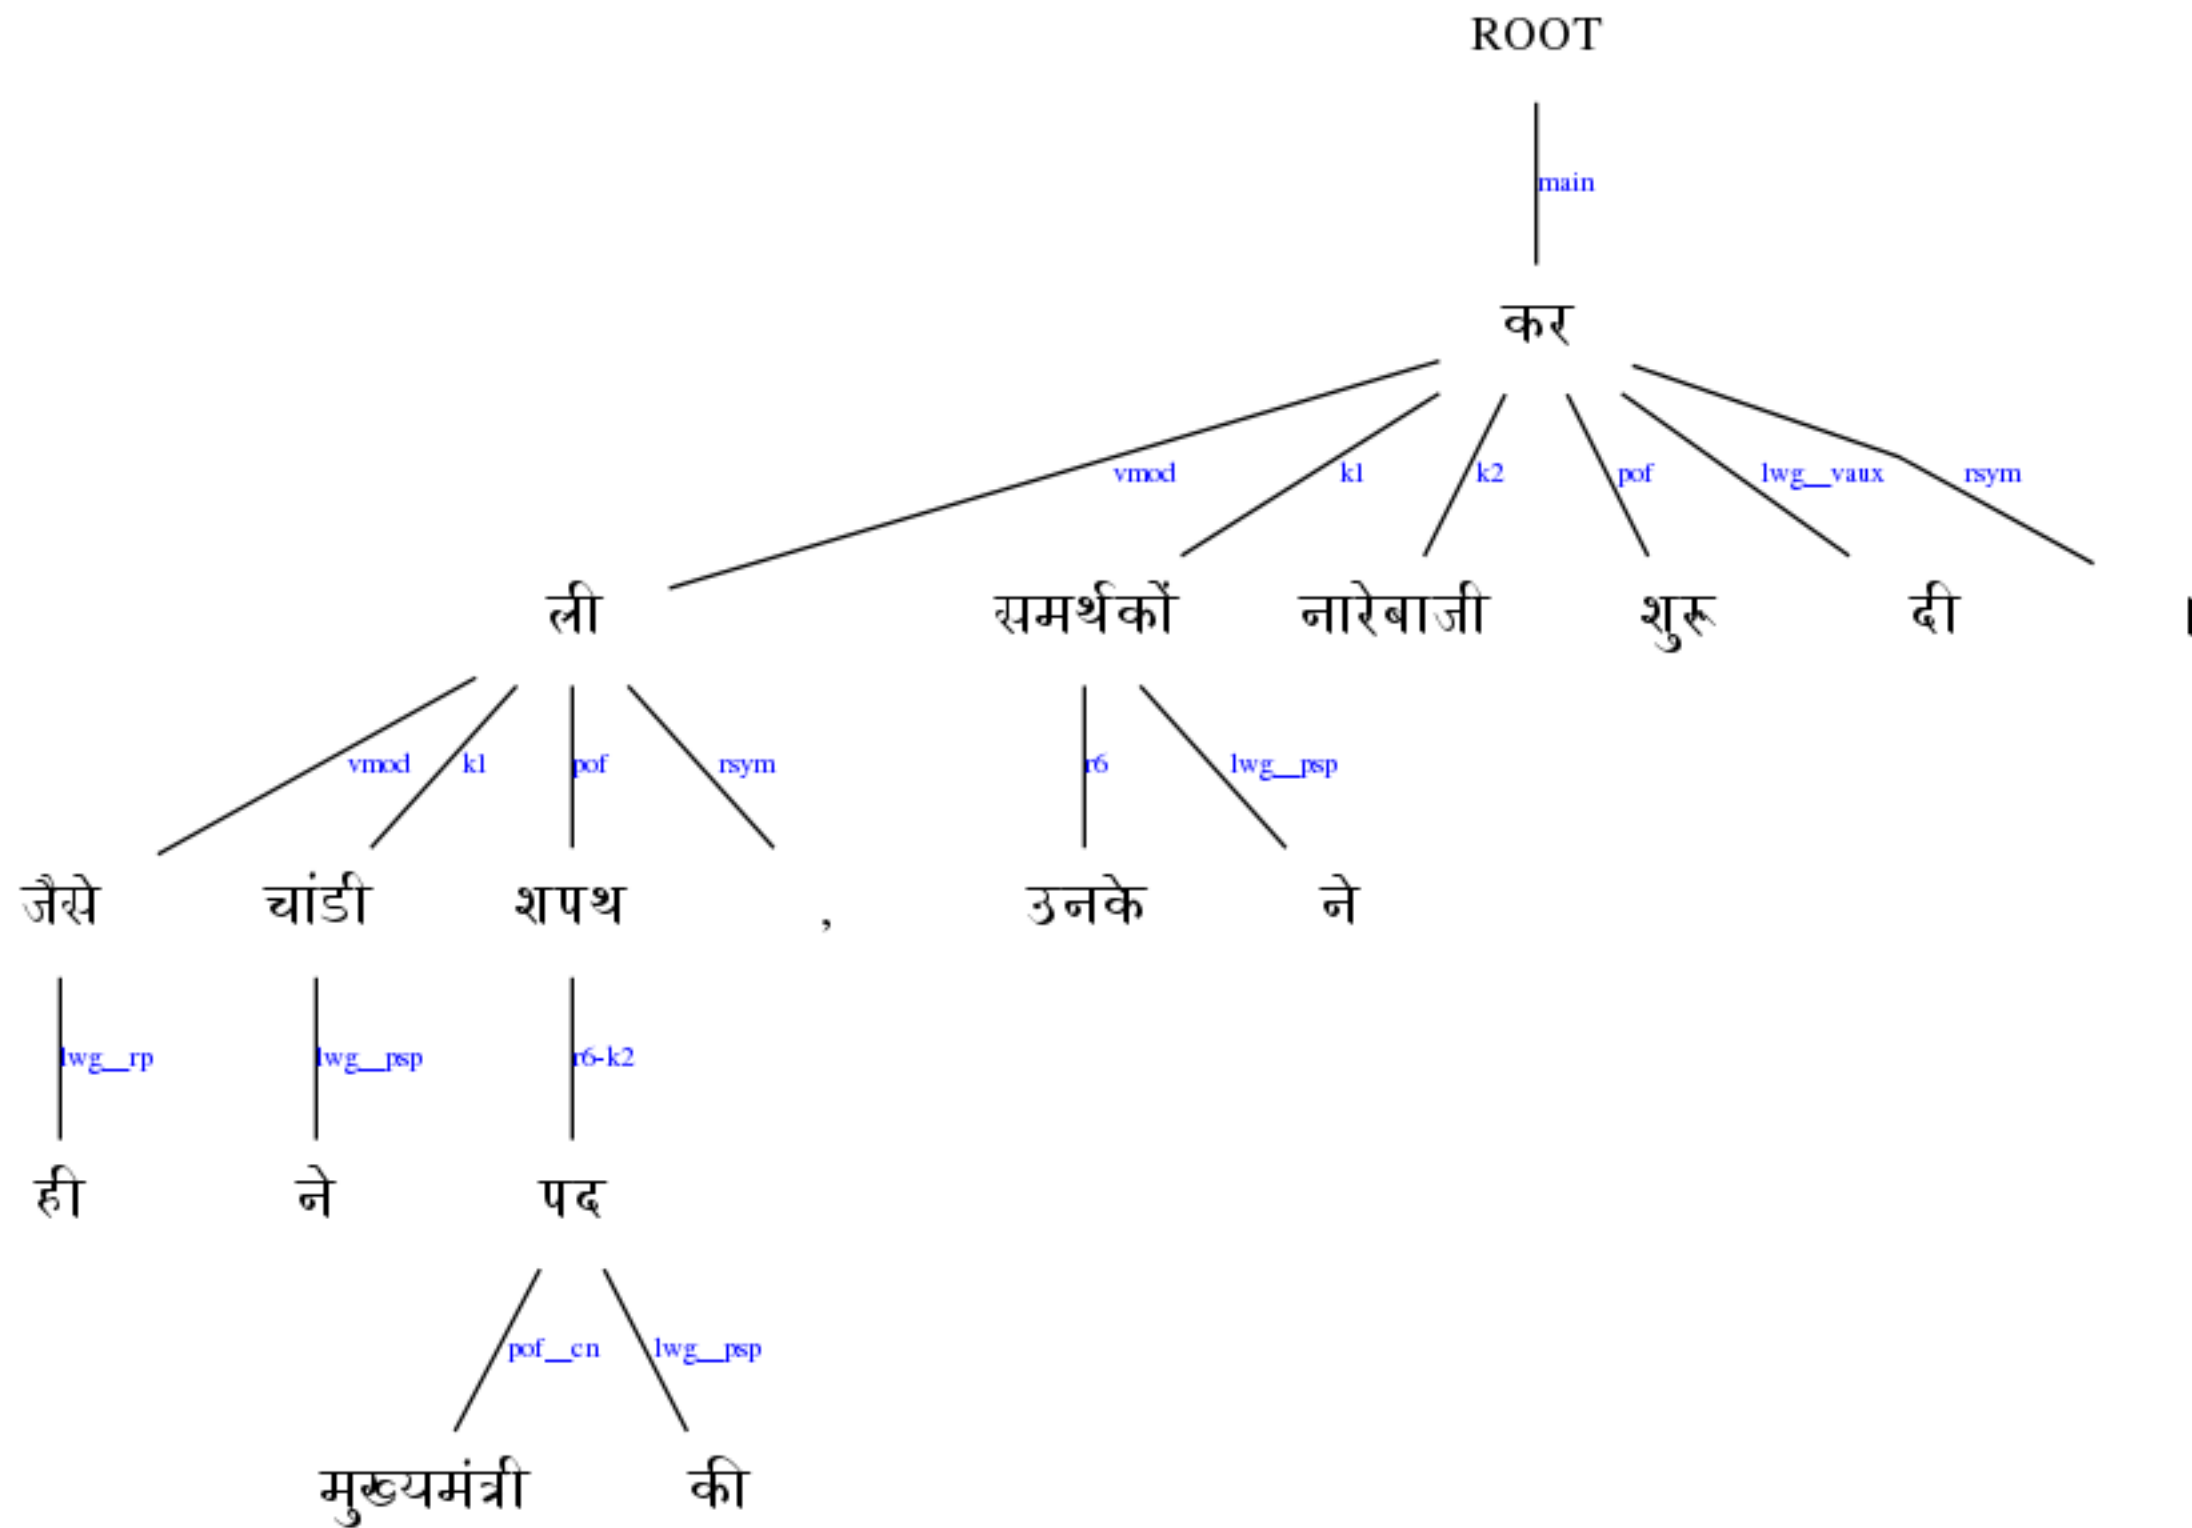 ROOT
main
कर
vmod k1 k2 pof lwg__vaux rsym
ली समर्थकों नारेबाजी शुरू दी ।
vmod k1 pof rsym r6 lwg__psp
जैसे चांडी शपथ , उनके ने
lwg__rp lwg__psp r6-k2
ही ने पद
pof__cn lwg__psp
मुख्यमंत्री की